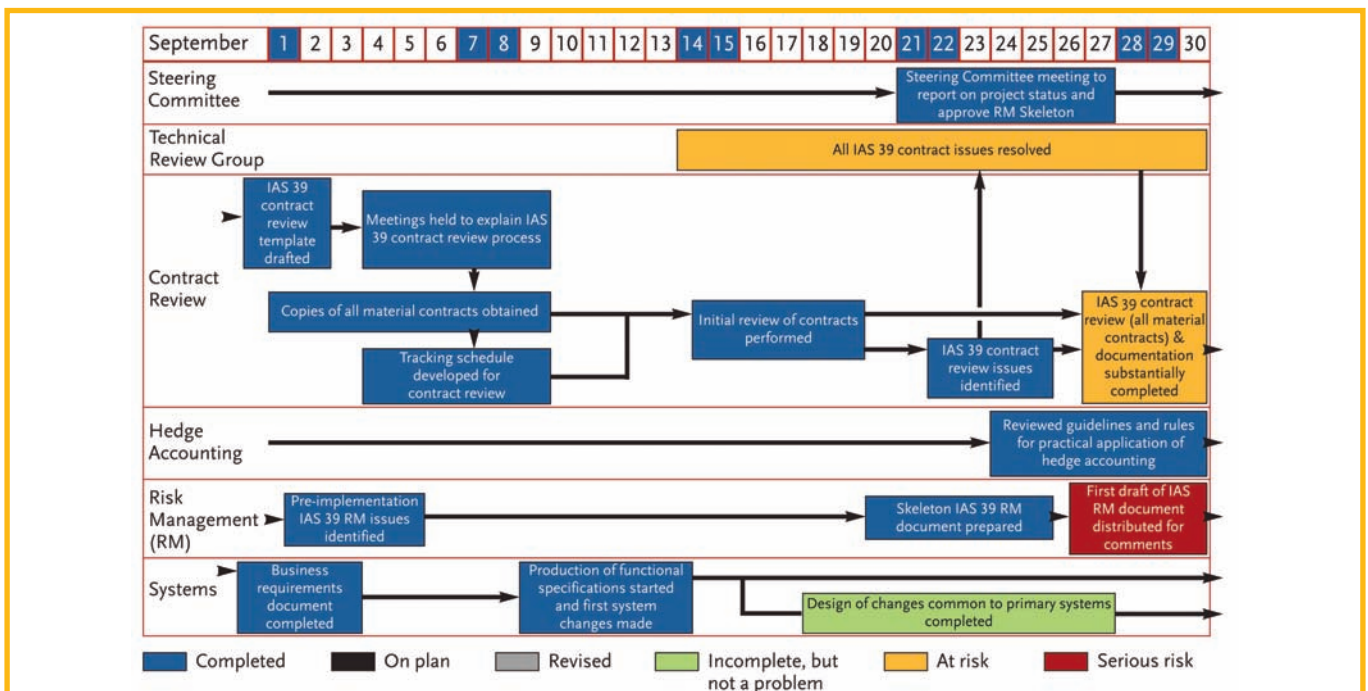 September 1 2 3 4 5 6 7 8 9 10 11 12 13 14 15 16 17 18 19 20 21 22 23 24 25 26 27 28 29 30
Steering
Committee
Steering Committee meeting to
report on project status and
approve RM Skeleton
Technical
Review Group
All IAS 39 contract issues resolved
Contract
Review
IAS 39
contract
review
template
drafted
Meetings held to explain IAS
39 contract review process
Copies of all material contracts obtained
Tracking schedule
developed for
contract review
Initial review of contracts
performed
IAS 39 contract
review issues
identified
IAS 39 contract
review (all material
contracts) &
documentation
substantially
completed
Hedge
Accounting
Reviewed guidelines and rules
for practical application of
hedge accounting
Risk
Management
(RM)
Pre-implementation
IAS 39 RM issues
identified
Skeleton IAS 39 RM
document prepared
First draft of IAS
RM document
distributed for
comments
Systems
Business
requirements
document
completed
Production of functional
specifications started
and first system
changes made
Design of changes common to primary systems
completed
Completed
On plan
Revised
Incomplete, but
not a problem
At risk
Serious risk